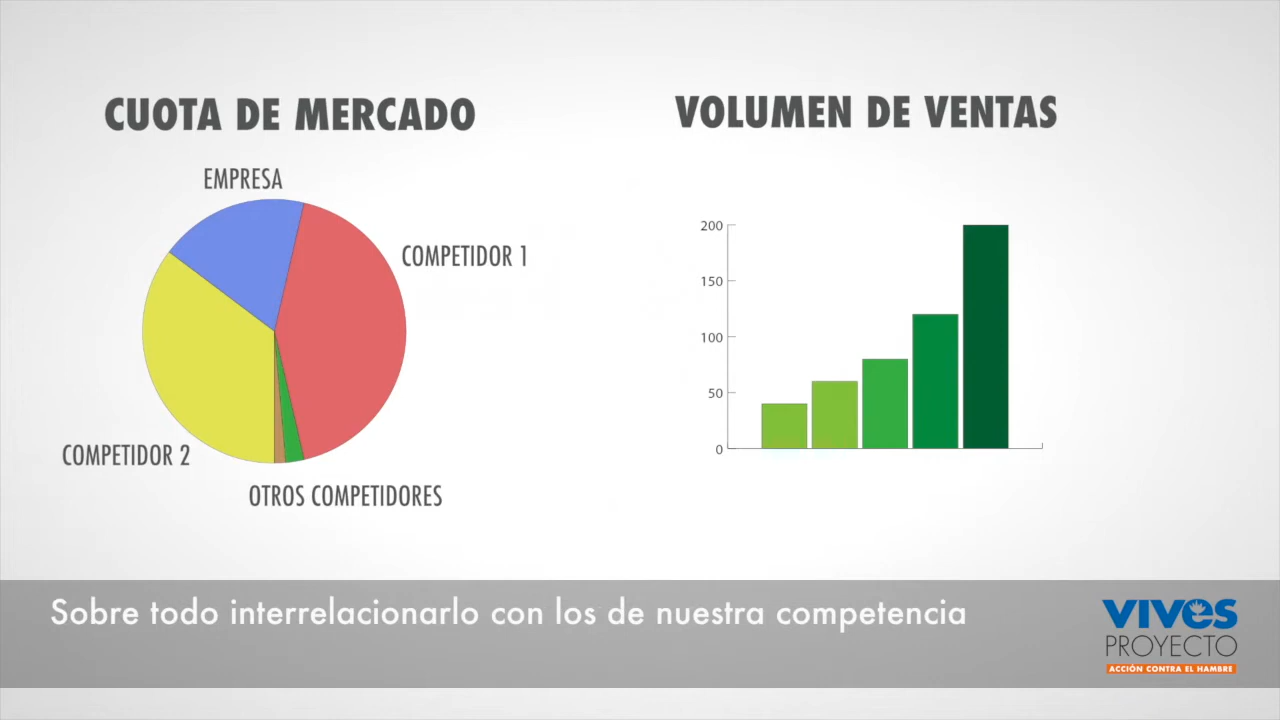 CUOTA DE MERCADO
EMPRESA
COMPETIDOR 1
COMPETIDOR 2
OTROS COMPETIDORES
VOLUMEN DE VENTAS
200
150
100
50
0
Sobre todo interrelacionarlo con los de nuestra competencia
VIVES
PROYECTO
ACCIÓN CONTRA EL HAMBRE